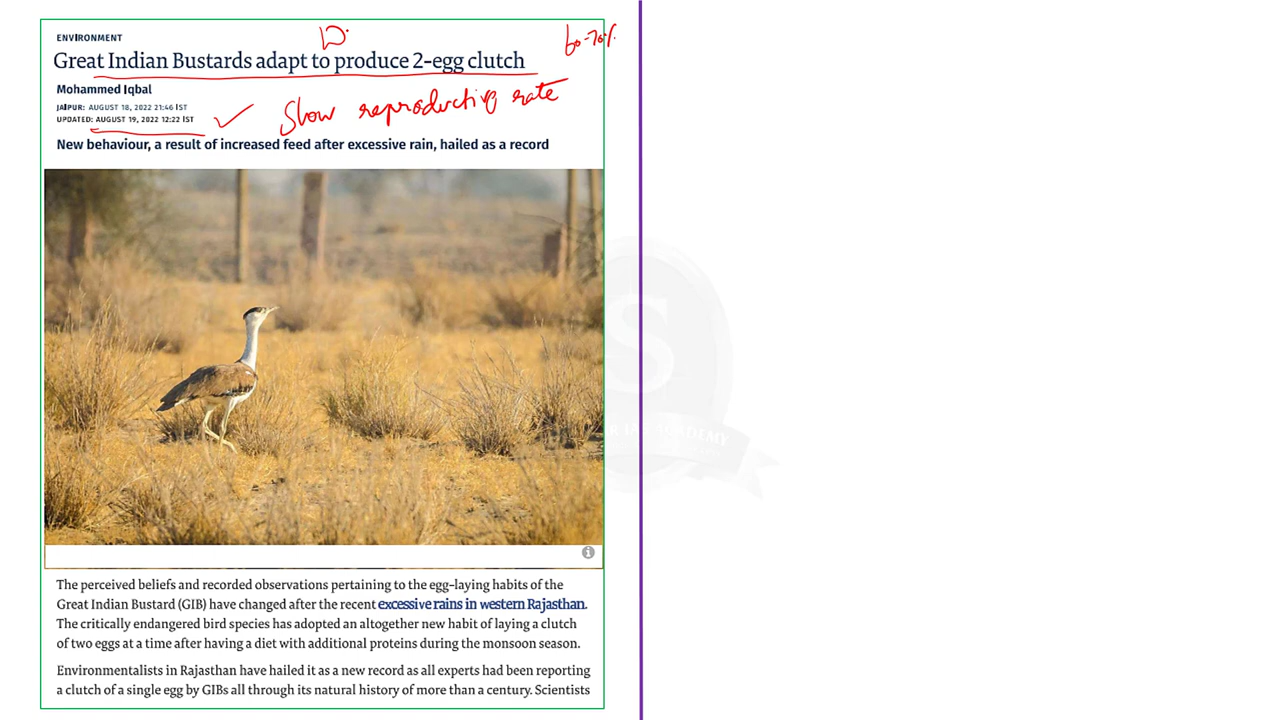 ENVIRONMENT
60-70%
Great Indian Bustards adapt to produce 2-egg clutch
Mohammed Iqbal
JAIPUR: AUGUST 18, 2022 21:46 IST
Slow reproductive rate
UPDATED: AUGUST 19, 2022 12:22 IST
New behaviour, a result of increased feed after excessive rain, hailed as a record
S
ACADEMY
The perceived beliefs and recorded observations pertaining to the egg-laying habits of the
Great Indian Bustard (GIB) have changed after the recent excessive rains in western Rajasthan.
The critically endangered bird species has adopted an altogether new habit of laying a clutch
of two eggs at a time after having a diet with additional proteins during the monsoon season.
Environmentalists in Rajasthan have hailed it as a new record as all experts had been reporting
a clutch of a single egg by GIBs all through its natural history of more than a century. Scientists